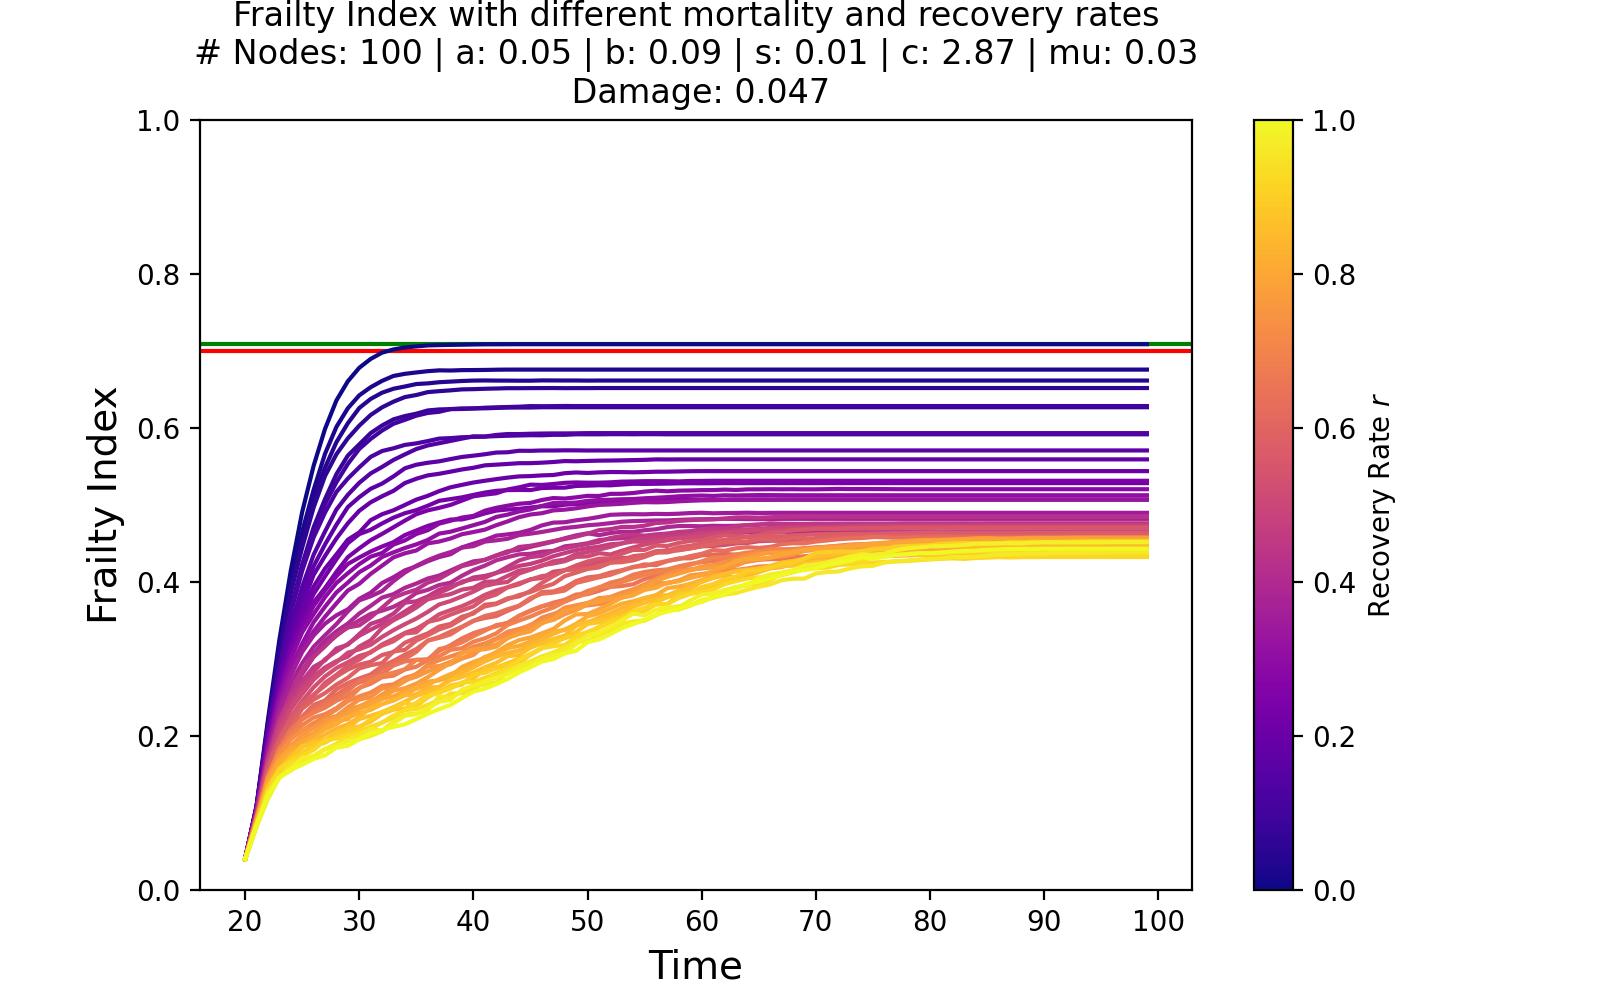 Frailty Index with different mortality and recovery rates
# Nodes: 100 | a: 0.05 | b: 0.09 | s: 0.01 | c: 2.87 | mu: 0.03
Damage: 0.047
1.0
0.8
0.6
0.4
0.2
0.0
Frailty Index
20 30 40 50 60 70 80 90 100
Time
1.0
0.8
0.6
0.4
0.2
0.0
Recovery Rate r